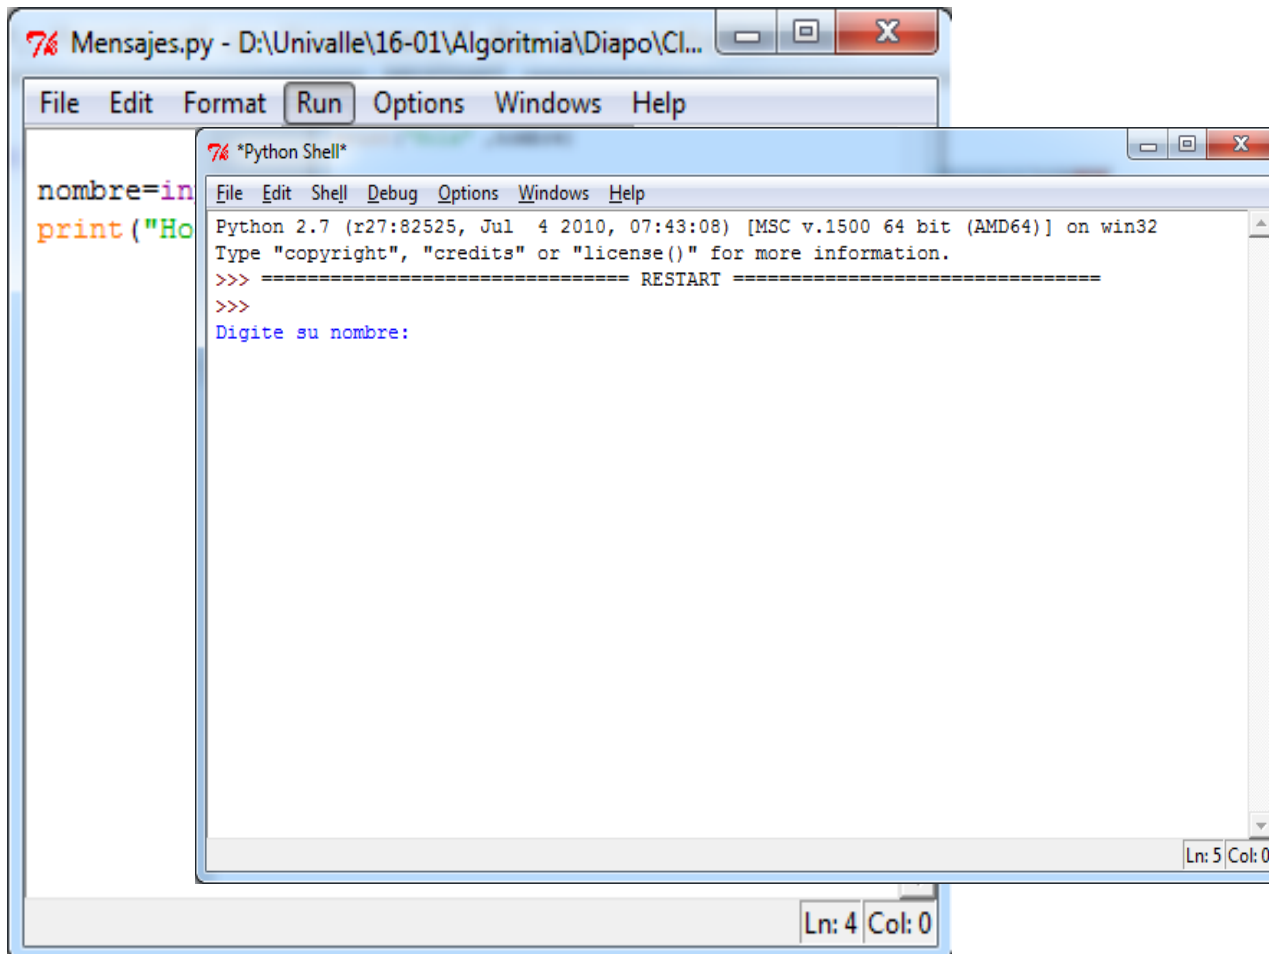 Mensajes.py - D:\Univalle\16-01\Algoritmia\Diapo\Cl...
File Edit Format Run Options Windows Help
nombre=in
print("Ho
*Python Shell*
File Edit Shell Debug Options Windows Help
Python 2.7 (r27:82525, Jul  4 2010, 07:43:08) [MSC v.1500 64 bit (AMD64)] on win32
Type "copyright", "credits" or "license()" for more information.
>>> ================================ RESTART ================================
>>>
Digite su nombre:
Ln: 5 Col: 0
Ln: 4 Col: 0